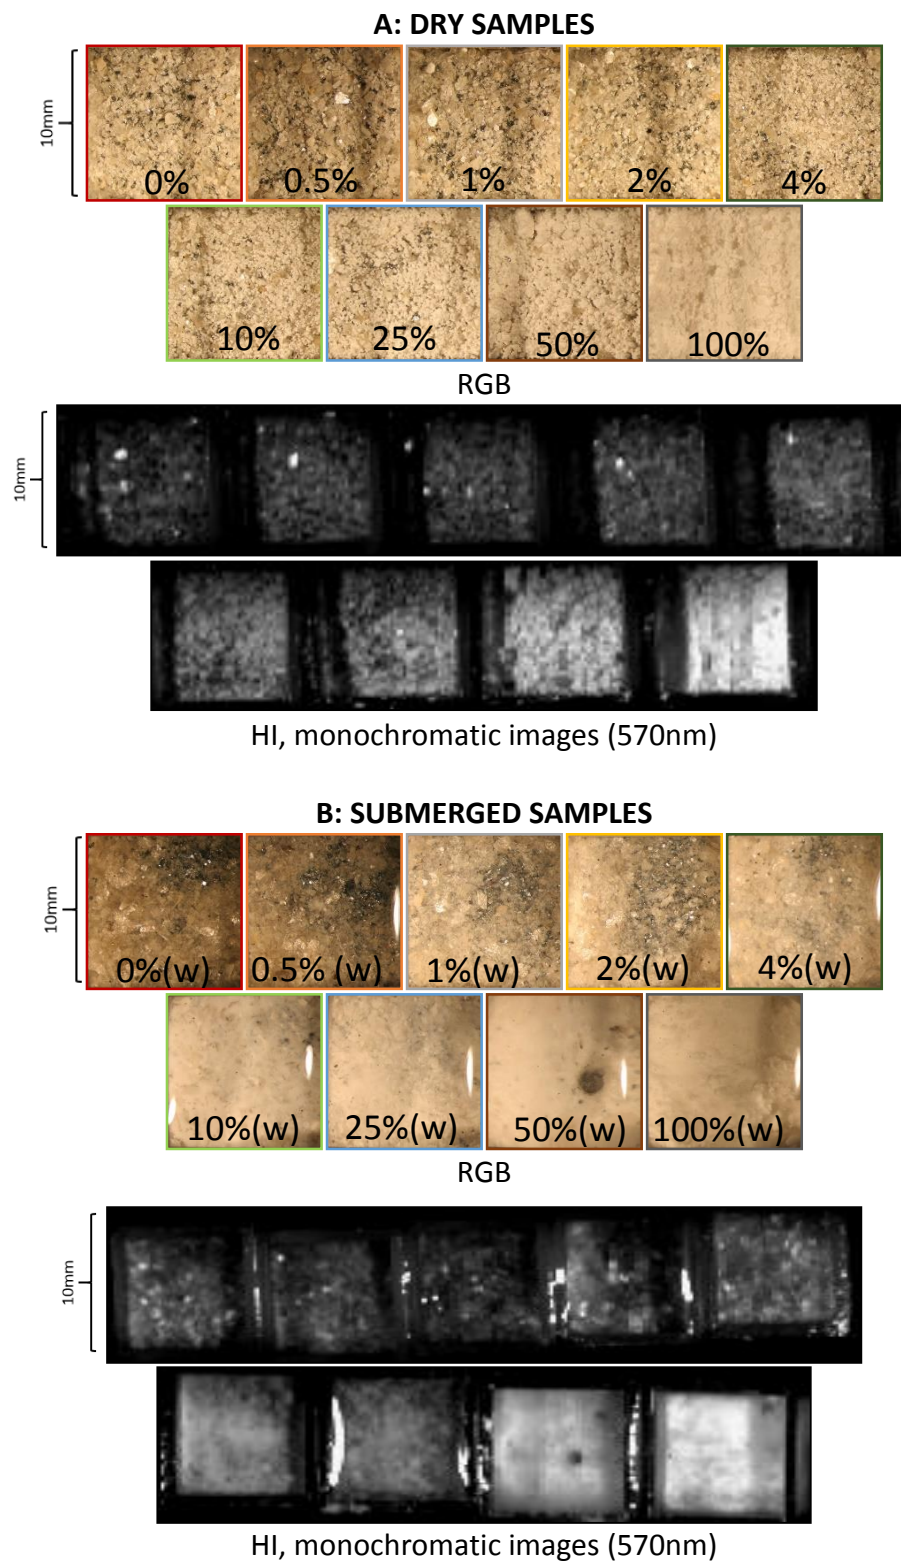 A: DRY SAMPLES
10mm
0% 0.5% 1% 2% 4%
10% 25% 50% 100%
RGB
10mm
HI, monochromatic images (570nm)
B: SUBMERGED SAMPLES
10mm
0%(w) 0.5% (w) 1%(w) 2%(w) 4%(w)
10%(w) 25%(w) 50%(w) 100%(w)
RGB
10mm
HI, monochromatic images (570nm)